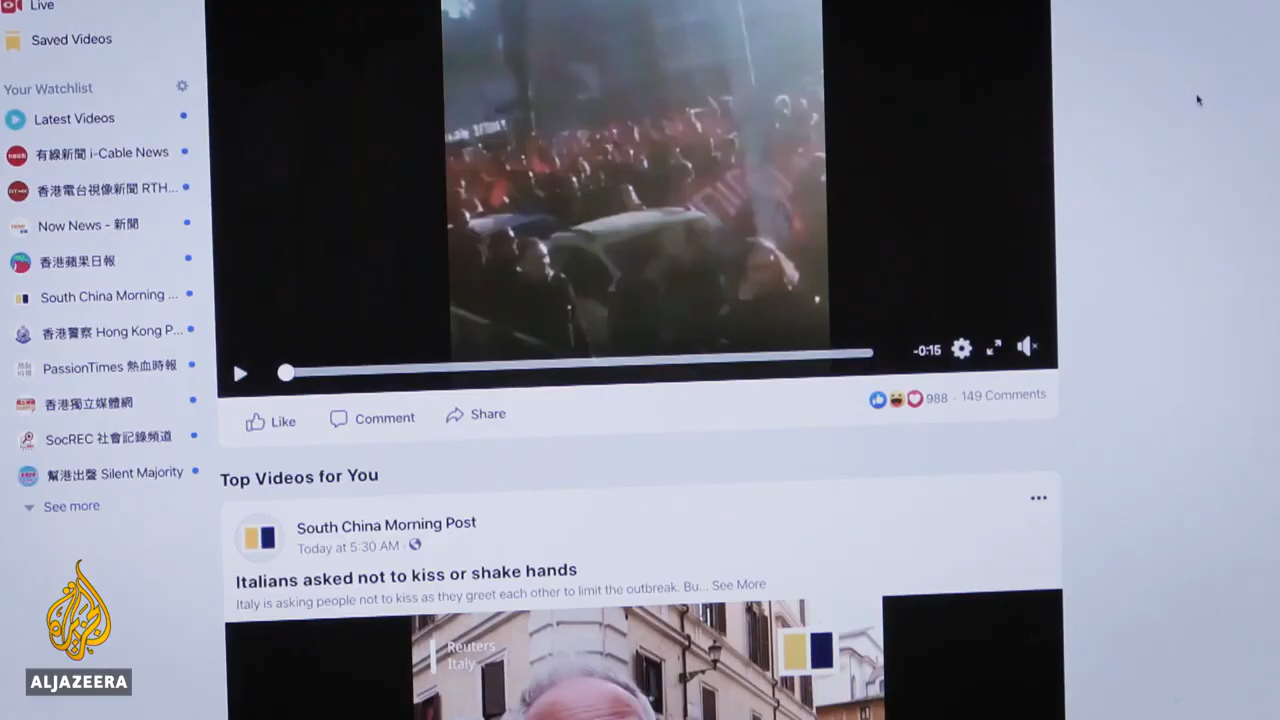 Live
Saved Videos
Your Watchlist
Latest Videos
有線新聞 i-Cable News
香港電台視像新聞 RTH...
Now News - 新聞
香港蘋果日報
South China Morning ...
香港警察 Hong Kong P...
PassionTimes 熱血時報
香港獨立媒體網
SocREC 社會記錄頻道
幫港出聲 Silent Majority
See more
-0:15
Like
Comment
Share
988 · 149 Comments
Top Videos for You
South China Morning Post
Today at 5:30 AM ·
Italians asked not to kiss or shake hands
Italy is asking people not to kiss as they greet each other to limit the outbreak. Bu... See More
Reuters
Italy
ALJAZEERA